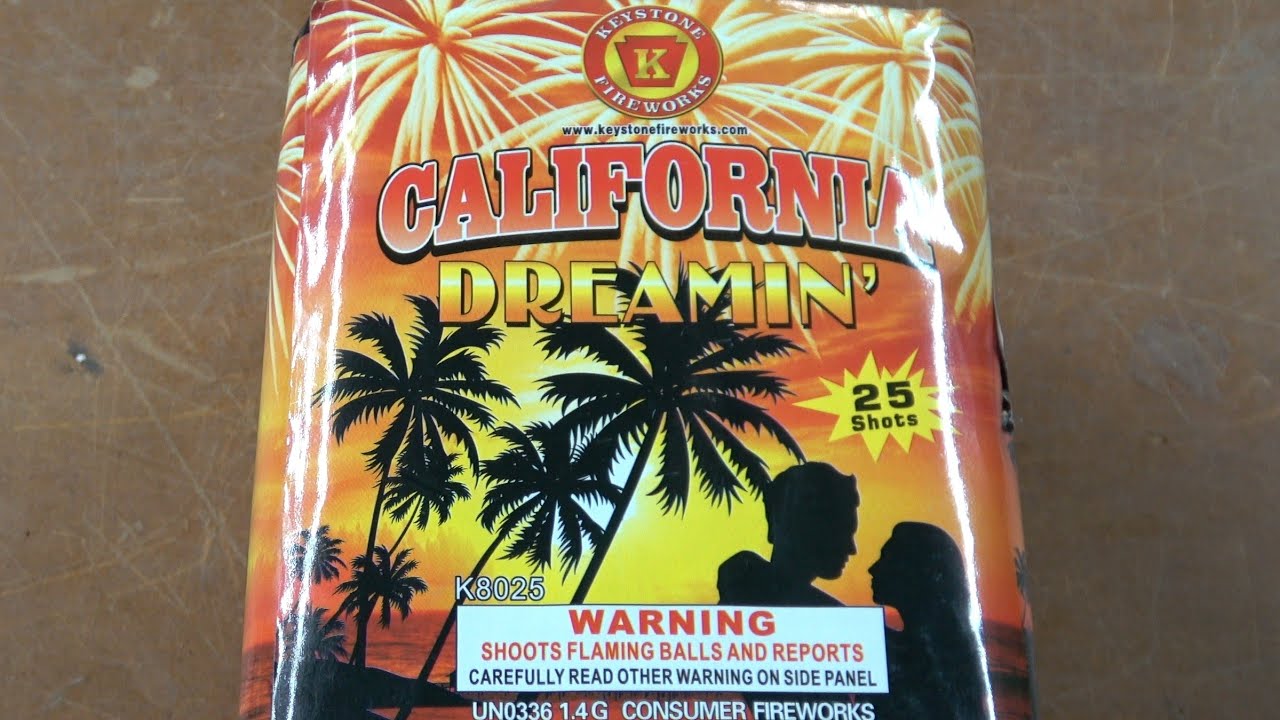 KEYSTONE
K
FIREWORKS
www.keystonefireworks.com
CALIFORNIA
DREAMIN'
25
Shots
K8025
WARNING
SHOOTS FLAMING BALLS AND REPORTS
CAREFULLY READ OTHER WARNING ON SIDE PANEL
UN0336 1.4G CONSUMER FIREWORKS